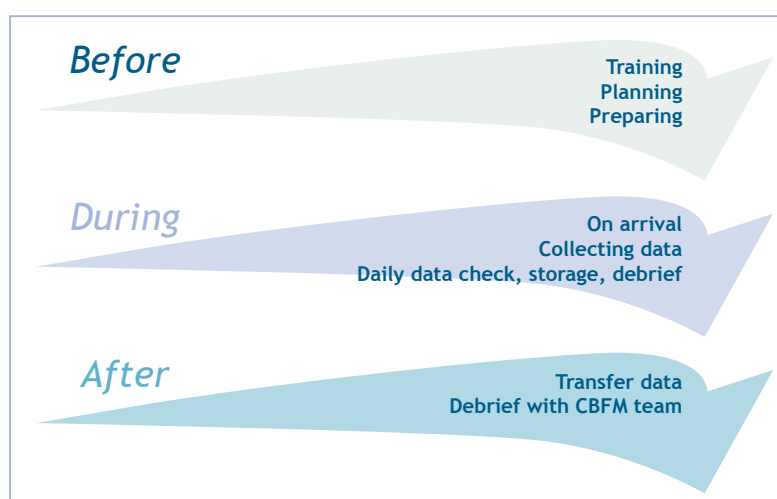 Before
Training
Planning
Preparing
During
On arrival
Collecting data
Daily data check, storage, debrief
After
Transfer data
Debrief with CBFM team